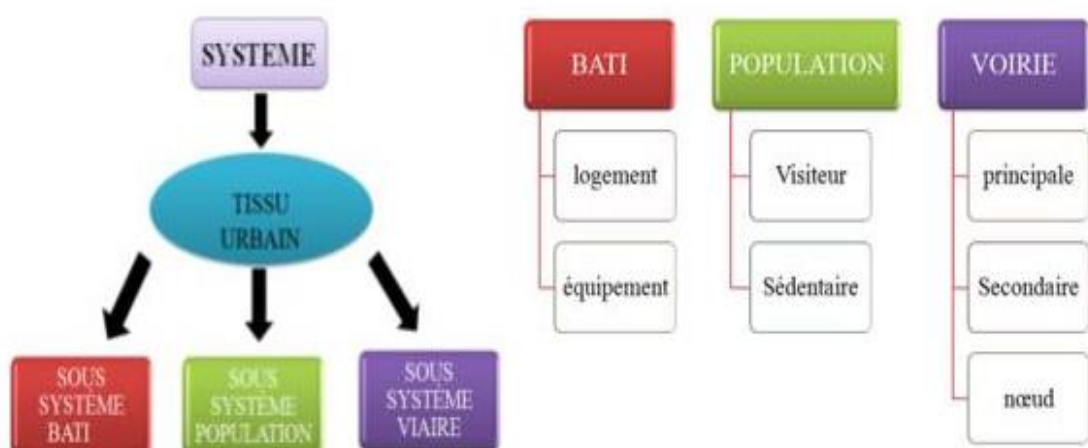 SYSTEME
TISSU
URBAIN
SOUS
SYSTÈME
BATI
SOUS
SYSTÈME
POPULATION
SOUS
SYSTÈME
VIAIRE
BATI
logement
équipement
POPULATION
Visiteur
Sédentaire
VOIRIE
principale
Secondaire
nœud